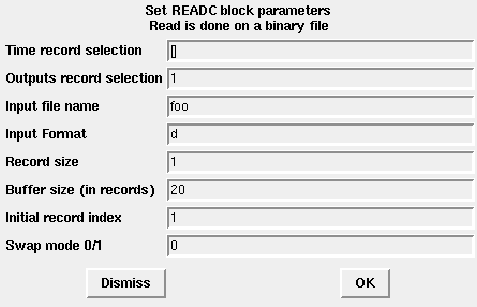 Set READC block parameters
Read is done on a binary file
Time record selection []
Outputs record selection 1
Input file name foo
Input Format d
Record size 1
Buffer size (in records) 20
Initial record index 1
Swap mode 0/1 0
Dismiss OK